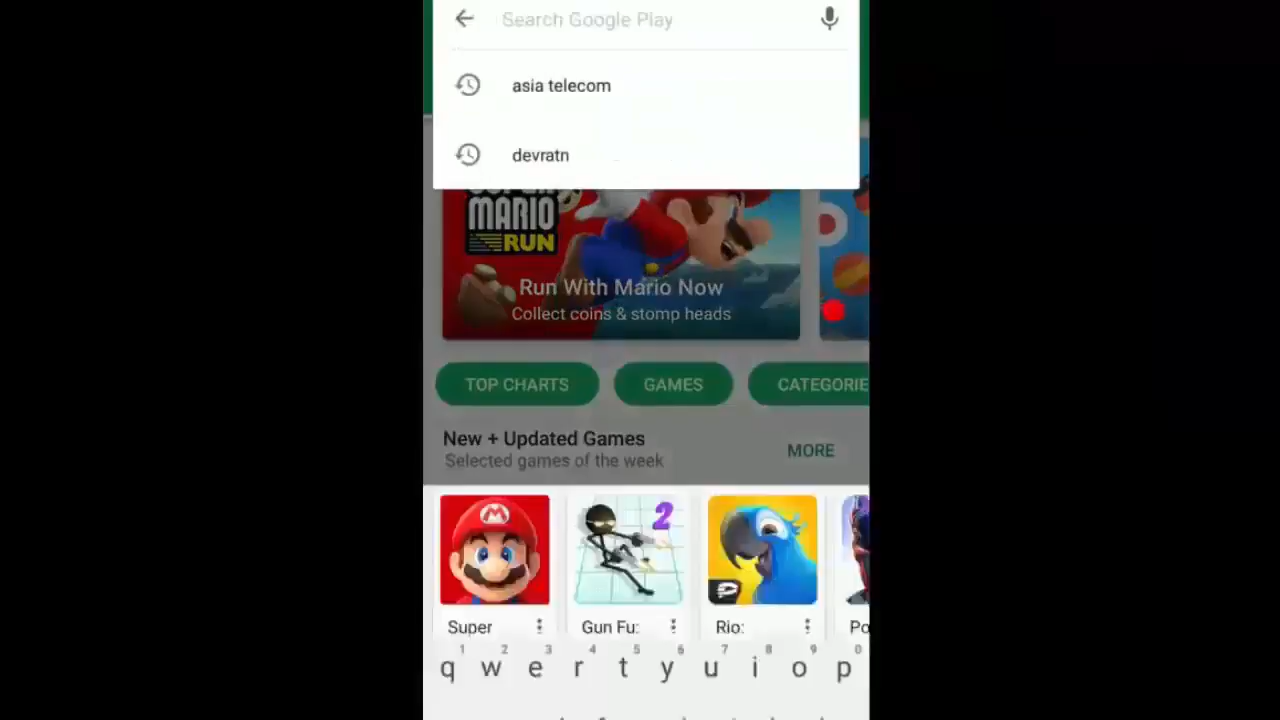 Search Google Play
asia telecom
devratn
SUPER
MARIO
RUN
Run With Mario Now
Collect coins & stomp heads
TOP CHARTS
GAMES
CATEGORIE
New + Updated Games
MORE
Selected games of the week
2
Super
Gun Fu:
Rio:
Po
1 2 3 4 5 6 7 8 9 0
q w e r t y u i o p